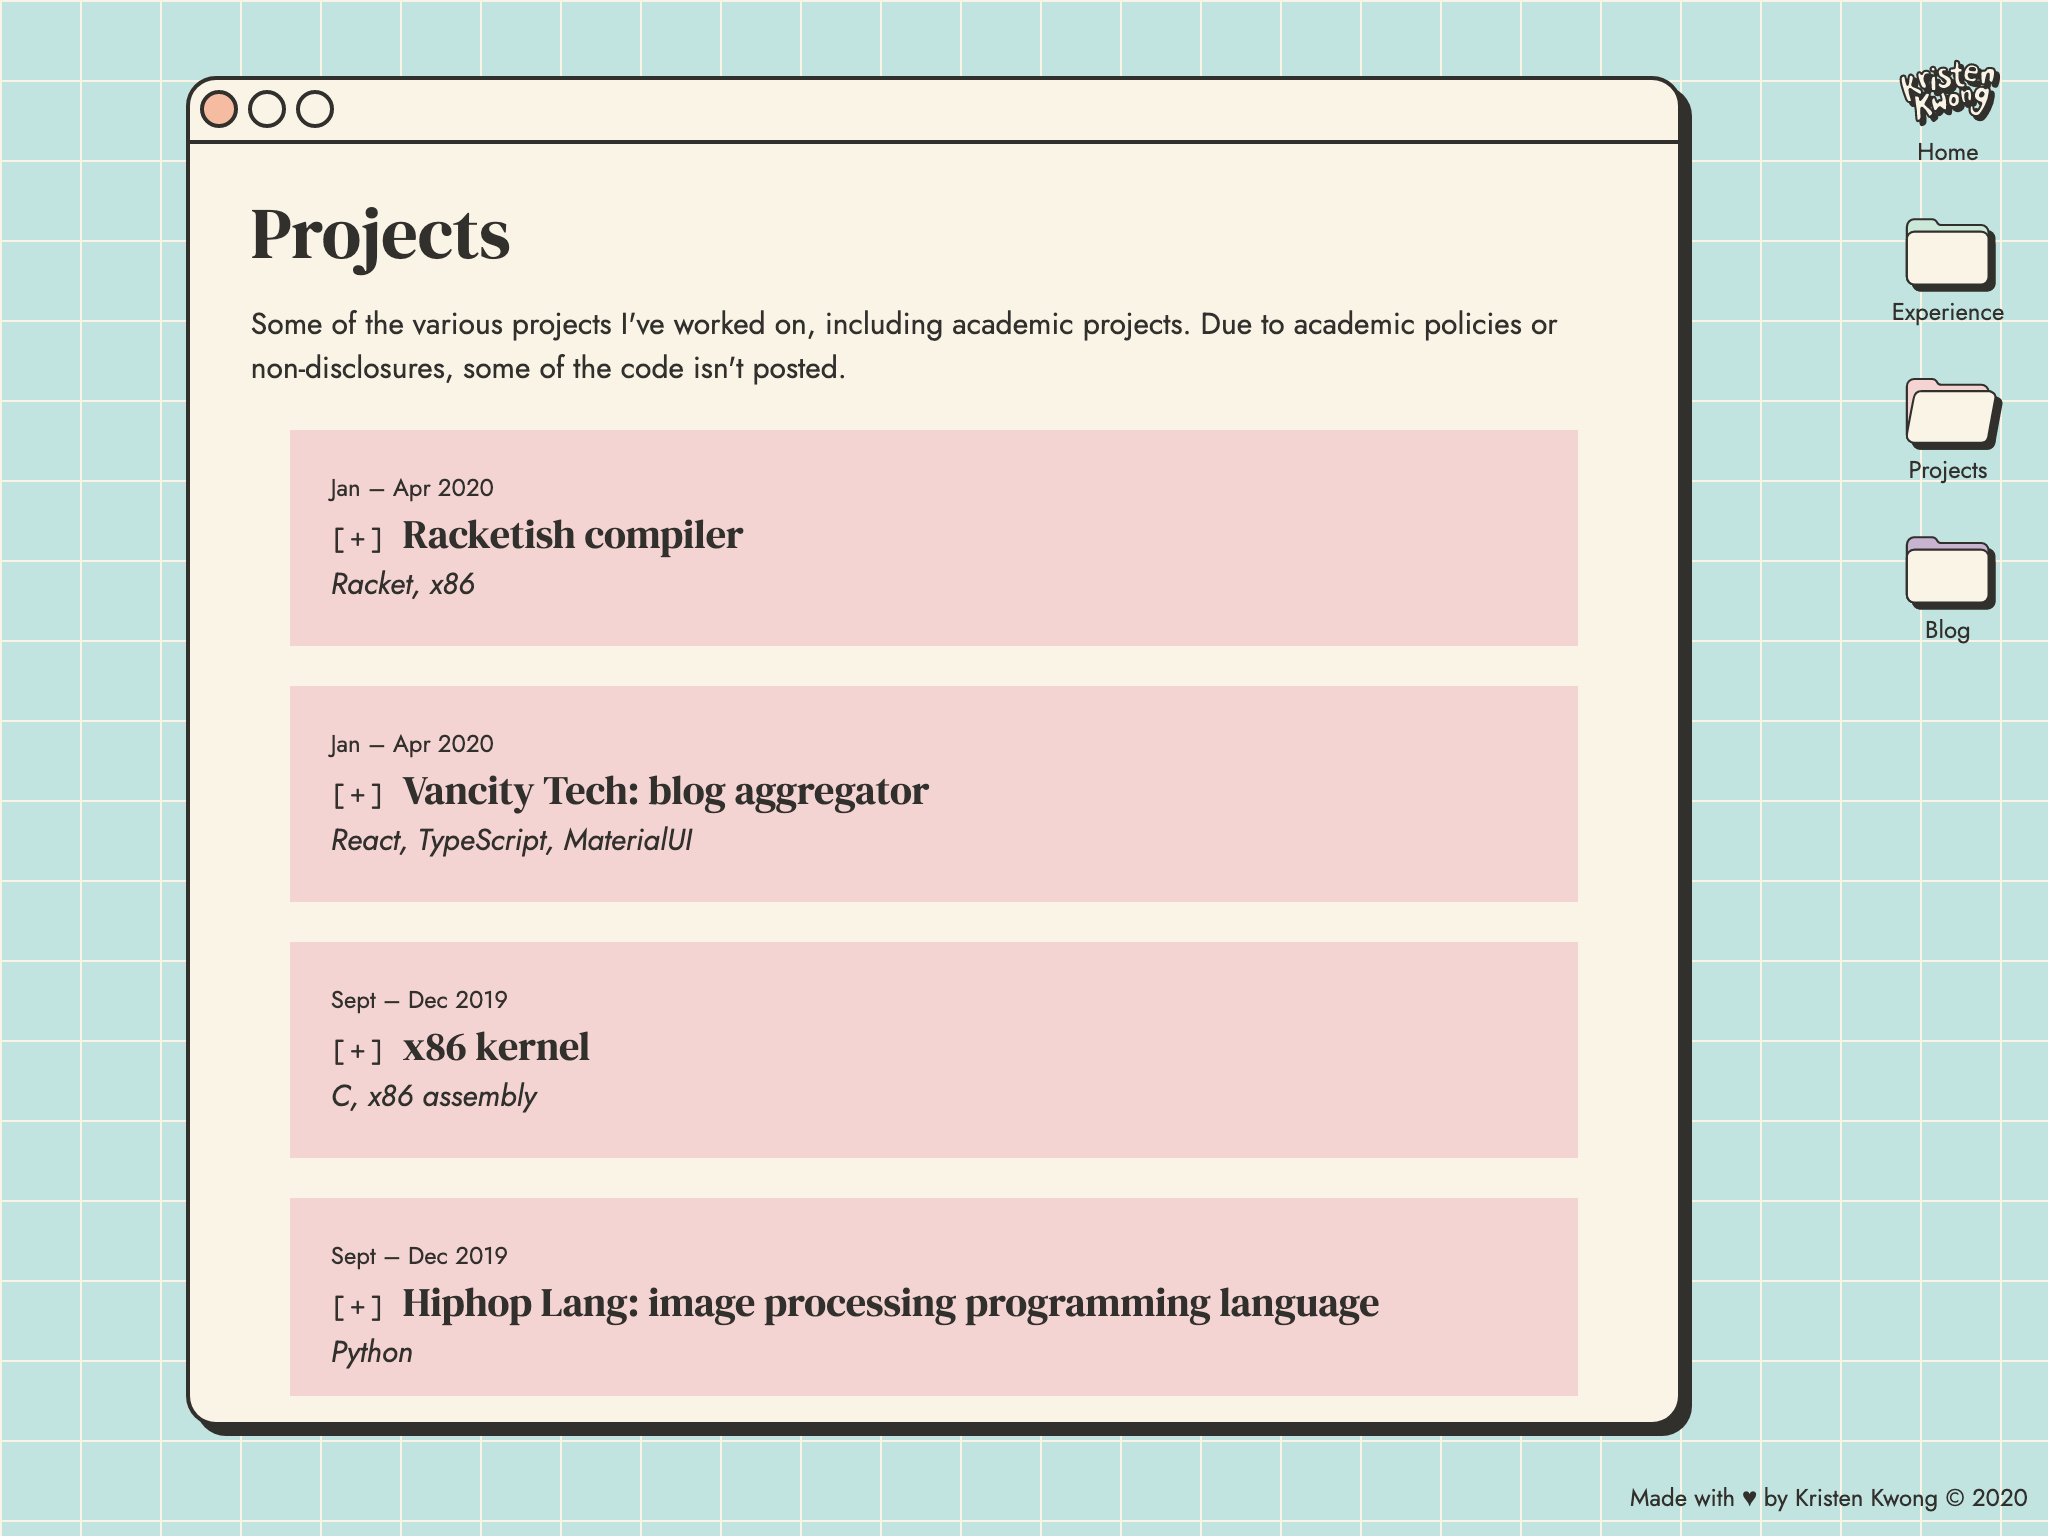 Projects
Some of the various projects I've worked on, including academic projects. Due to academic policies or
non-disclosures, some of the code isn't posted.
Jan – Apr 2020
[+] Racketish compiler
Racket, x86
Jan – Apr 2020
[+] Vancity Tech: blog aggregator
React, TypeScript, MaterialUI
Sept – Dec 2019
[+] x86 kernel
C, x86 assembly
Sept – Dec 2019
[+] Hiphop Lang: image processing programming language
Python
Kristen
Kwong
Home
Experience
Projects
Blog
Made with ♥ by Kristen Kwong © 2020